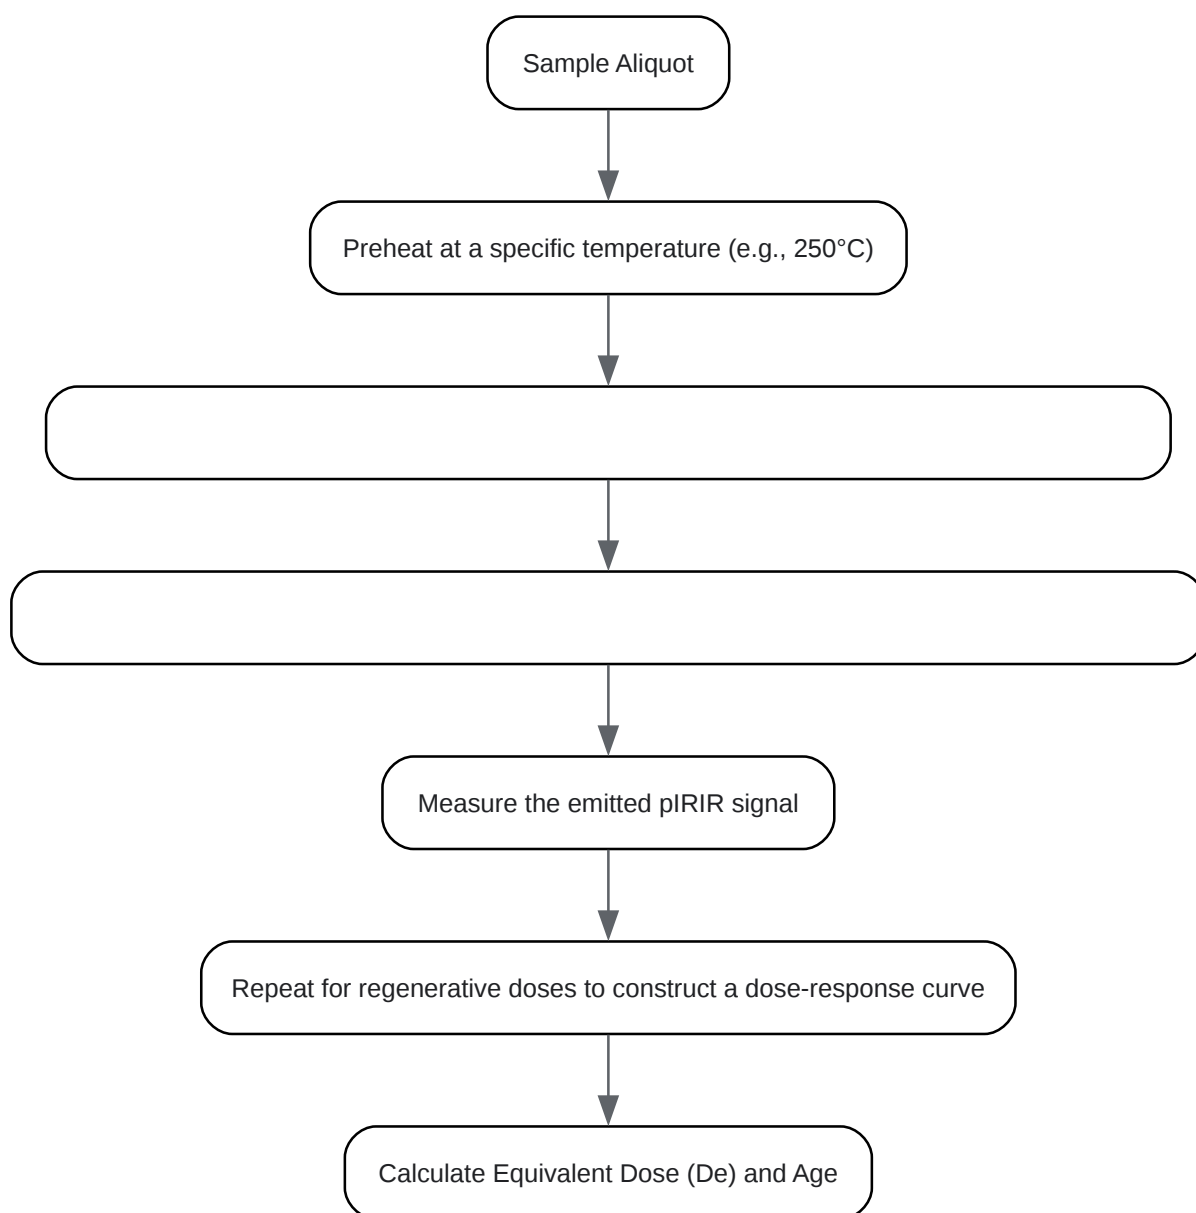 Sample Aliquot
Preheat at a specific temperature (e.g., 250°C)
Measure the emitted pIRIR signal
Repeat for regenerative doses to construct a dose-response curve
Calculate Equivalent Dose (De) and Age